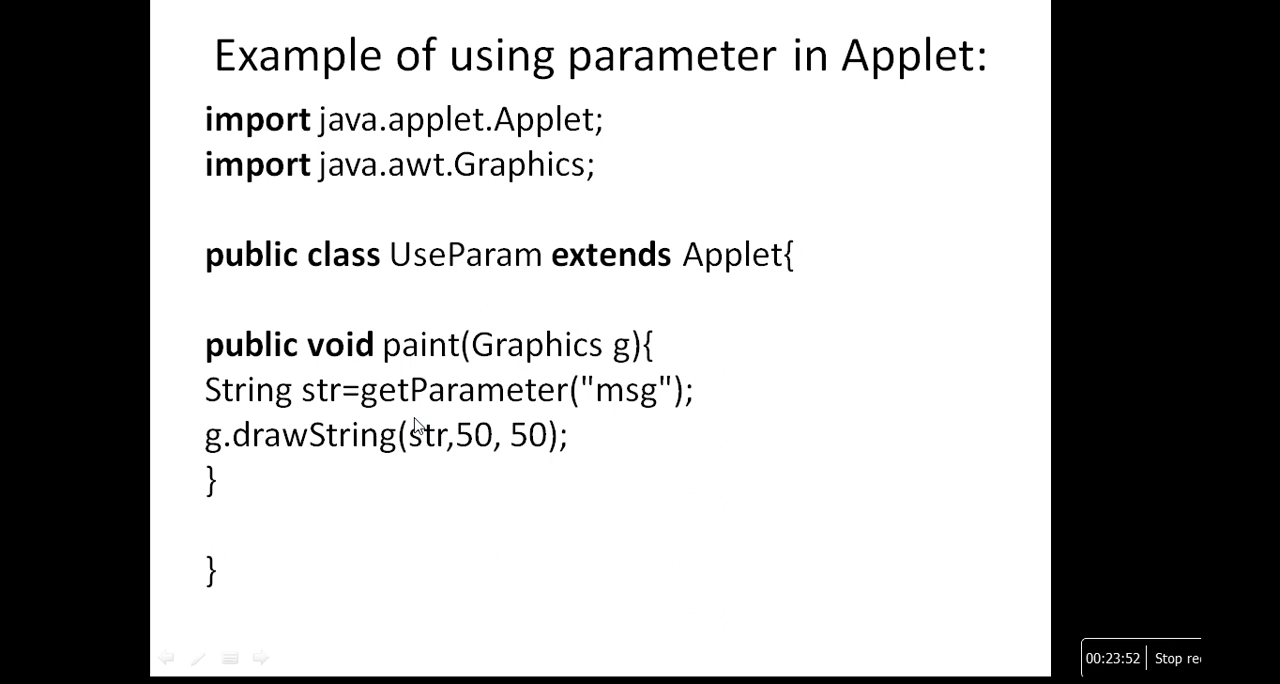 Example of using parameter in Applet:
import java.applet.Applet;
import java.awt.Graphics;
public class UseParam extends Applet{
public void paint(Graphics g){
String str=getParameter("msg");
g.drawString(str,50, 50);
}
}
00:23:52 Stop re